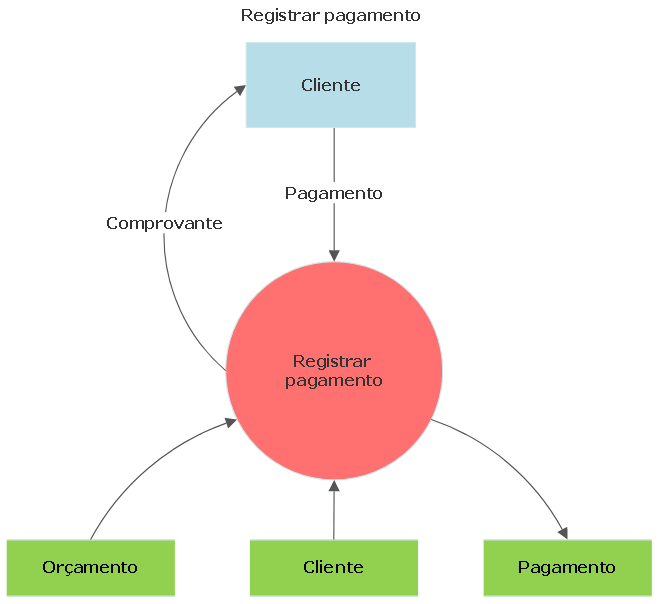 Registrar pagamento
Cliente
Pagamento
Comprovante
Registrar
pagamento
Orçamento
Cliente
Pagamento